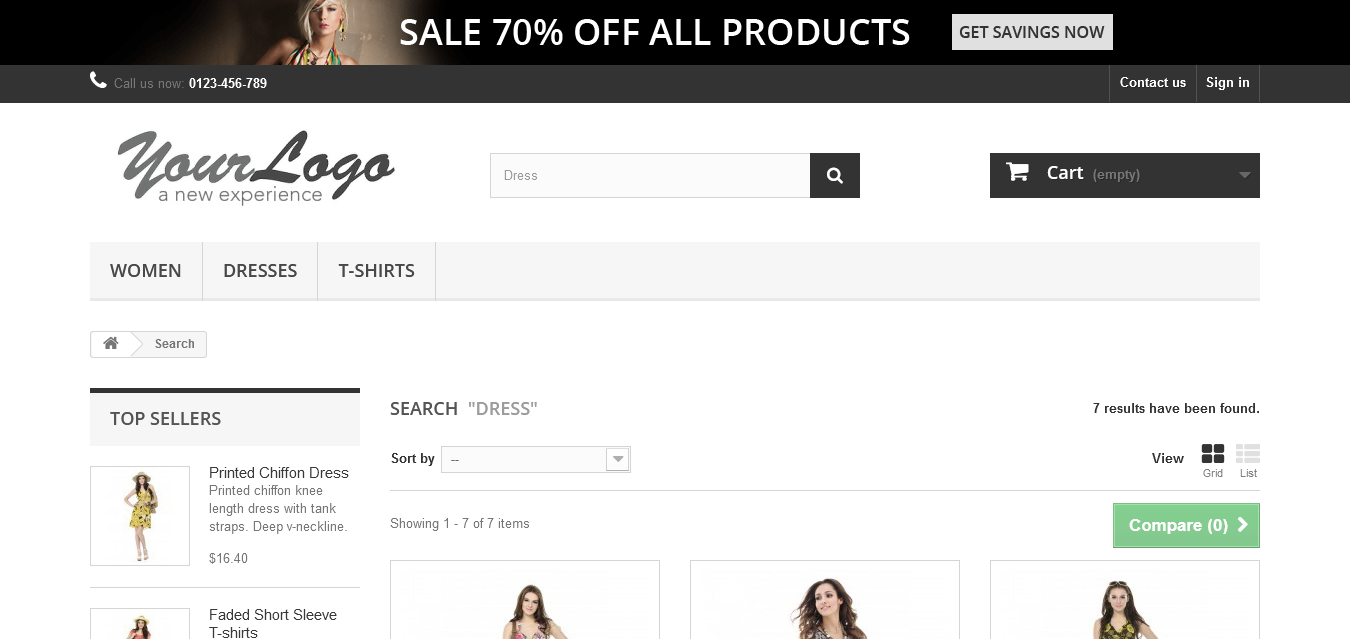 SALE 70% OFF ALL PRODUCTS
GET SAVINGS NOW
Call us now: 0123-456-789
Contact us
Sign in
YourLogo
a new experience
Dress
Cart (empty)
WOMEN
DRESSES
T-SHIRTS
Search
TOP SELLERS
Printed Chiffon Dress
Printed chiffon knee
length dress with tank
straps. Deep v-neckline.
$16.40
Faded Short Sleeve
T-shirts
SEARCH "DRESS"
7 results have been found.
Sort by --
View
Grid
List
Showing 1 - 7 of 7 items
Compare (0)